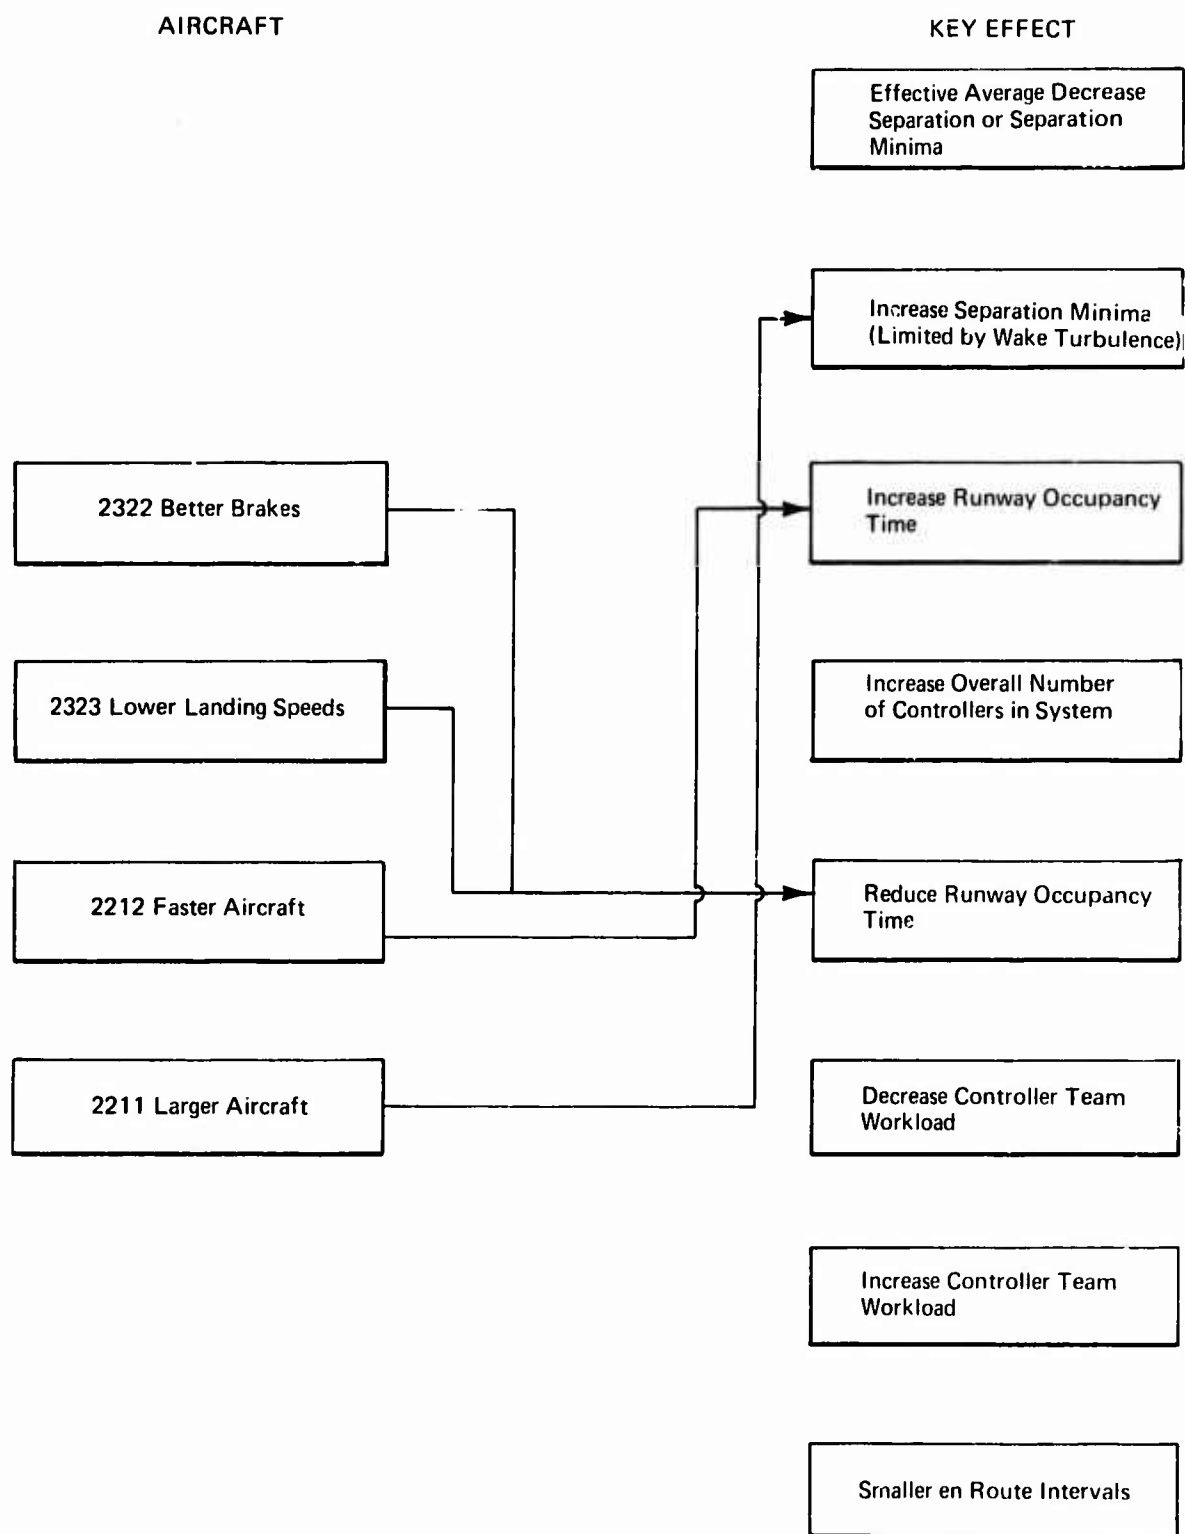 AIRCRAFT
KEY EFFECT
Effective Average Decrease
Separation or Separation
Minima
Increase Separation Minima
(Limited by Wake Turbulence)
2322 Better Brakes
Increase Runway Occupancy
Time
2323 Lower Landing Speeds
Increase Overall Number
of Controllers in System
2212 Faster Aircraft
Reduce Runway Occupancy
Time
2211 Larger Aircraft
Decrease Controller Team
Workload
Increase Controller Team
Workload
Smaller en Route Intervals